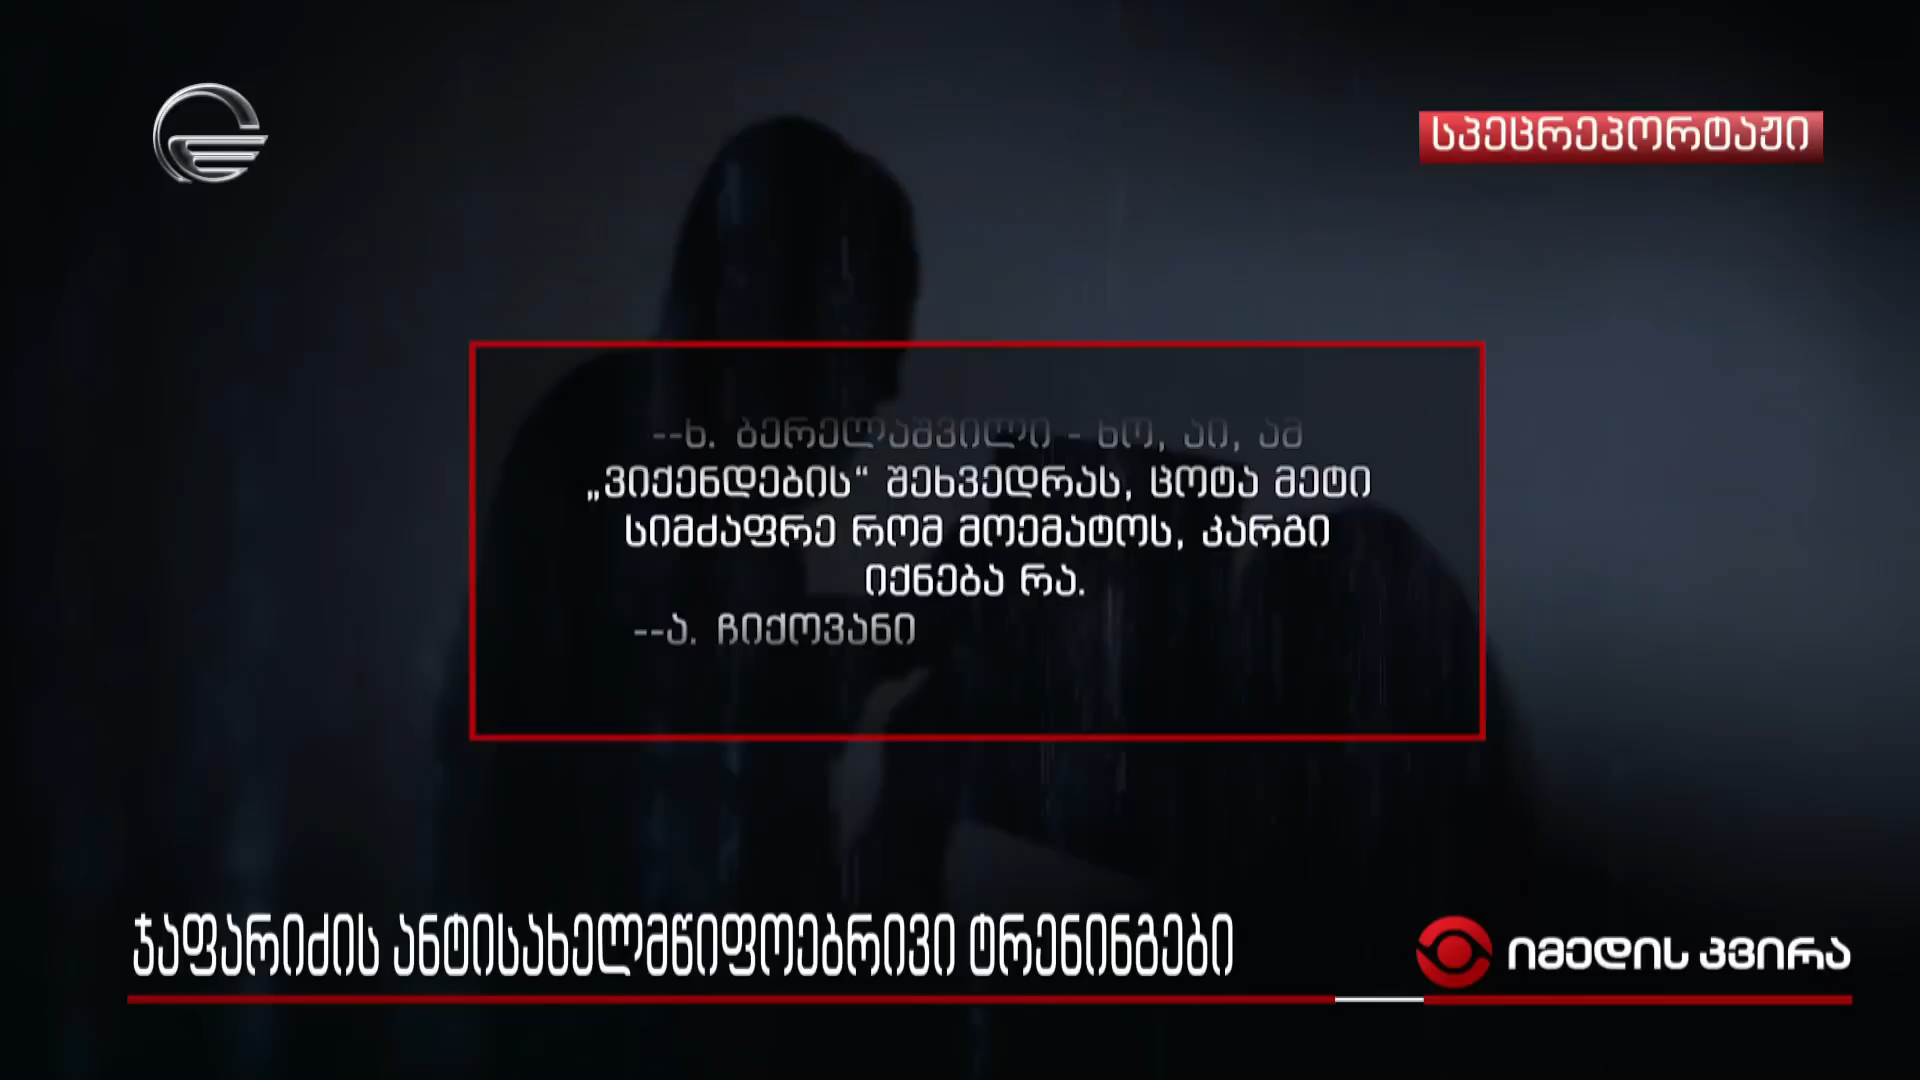 სპეცრეპორტაჟი
--ხ. ბერელაშვილი - ხო, აი, ამ
„ვიქენდების“ შეხვედრას, ცოტა მეტი
სიმძაფრე რომ მოემატოს, კარგი
იქნება რა.
--ა. ჩიქოვანი
ჯაფარიძის ანტისახელმწიფოებრივი ტრენინგები
იმედის კვირა